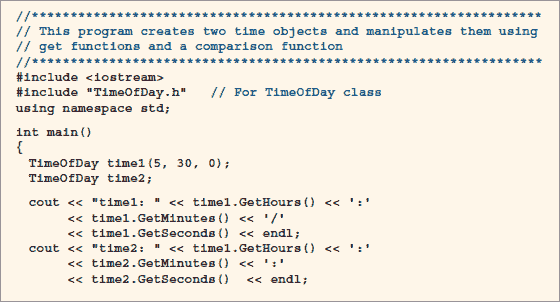 //*****************************************************************
// This program creates two time objects and manipulates them using
// get functions and a comparison function
//*****************************************************************
#include <iostream>
#include "TimeOfDay.h"   // For TimeOfDay class
using namespace std;
int main()
{
  TimeOfDay time1(5, 30, 0);
  TimeOfDay time2;
  cout << "time1: " << time1.GetHours() << ':'
       << time1.GetMinutes() << '/'
       << time1.GetSeconds() << endl;
  cout << "time2: " << time1.GetHours() << ':'
       << time2.GetMinutes() << ':'
       << time2.GetSeconds()  << endl;